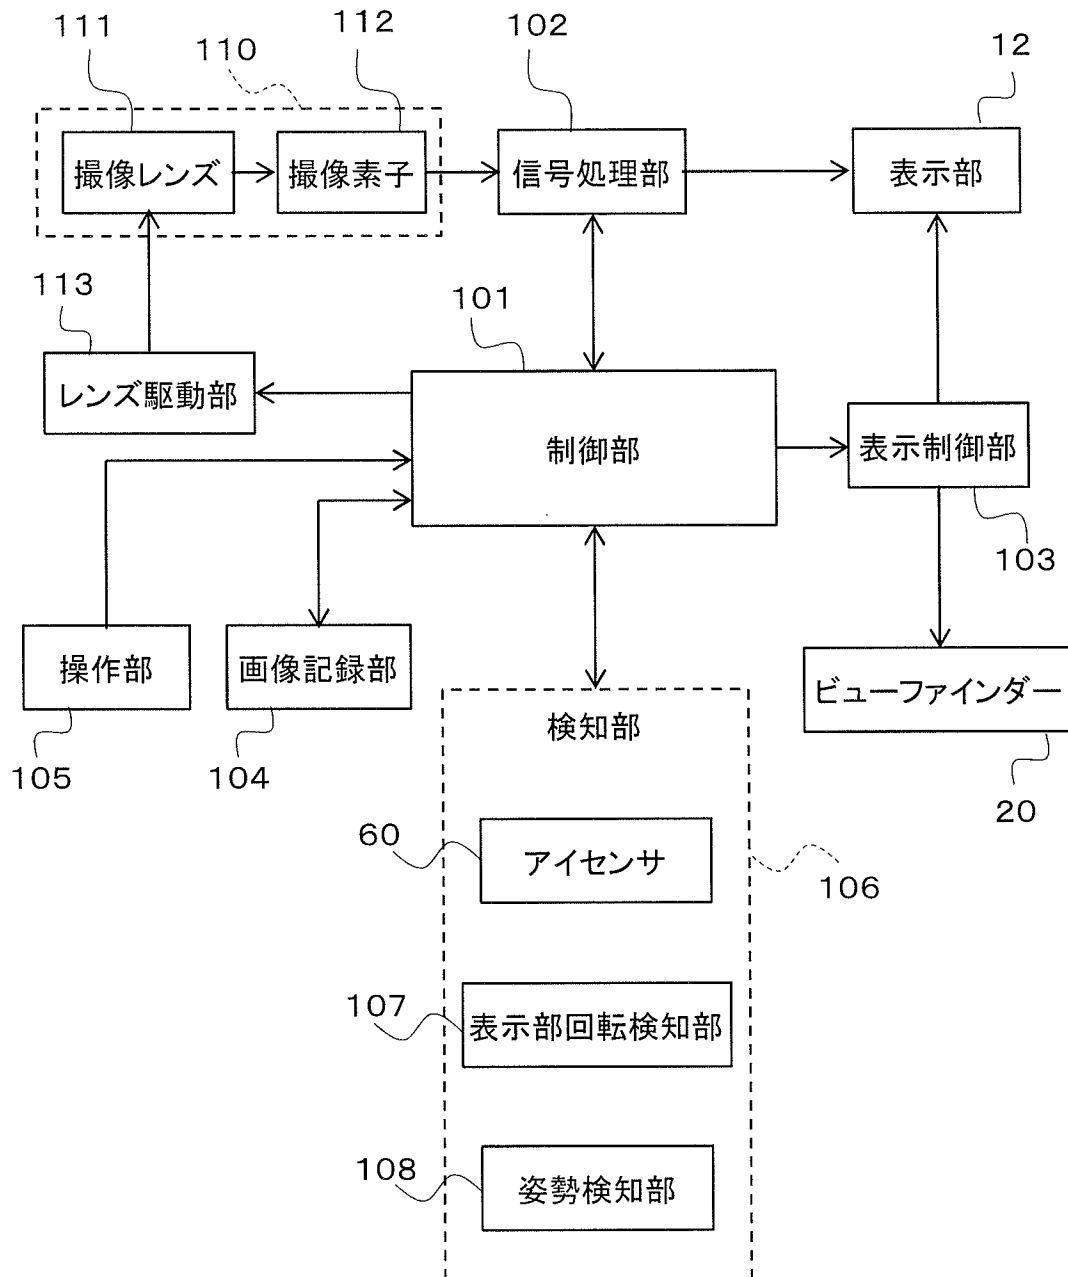 111
110
112
102
12
撮像レンズ
撮像素子
信号処理部
表示部
113
101
レンズ駆動部
制御部
表示制御部
103
操作部
画像記録部
検知部
ビューファインダー
105
104
20
60
アイセンサ
106
107
表示部回転検知部
108
姿勢検知部